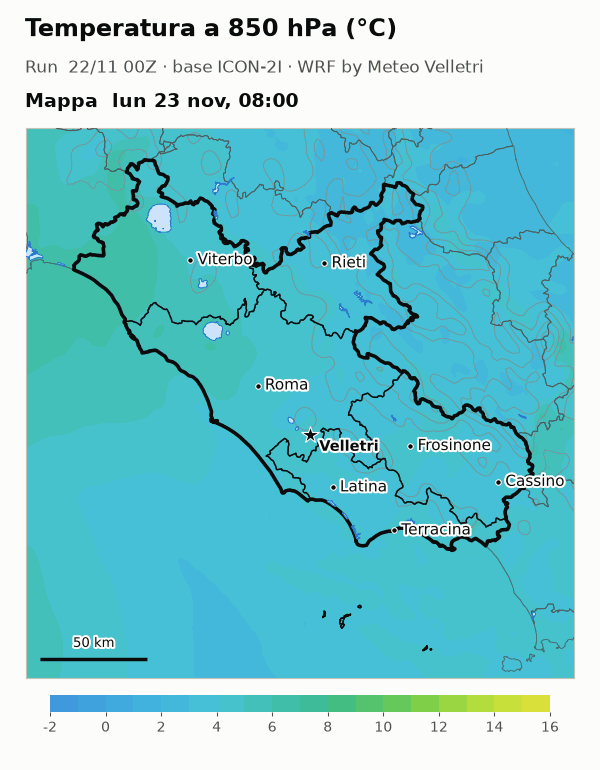 Temperatura a 850 hPa (°C)
Run  22/11 00Z · base ICON-2I · WRF by Meteo Velletri
Mappa  lun 23 nov, 08:00
Viterbo
Rieti
Roma
Velletri
Frosinone
Cassino
Latina
Terracina
50 km
-2 0 2 4 6 8 10 12 14 16